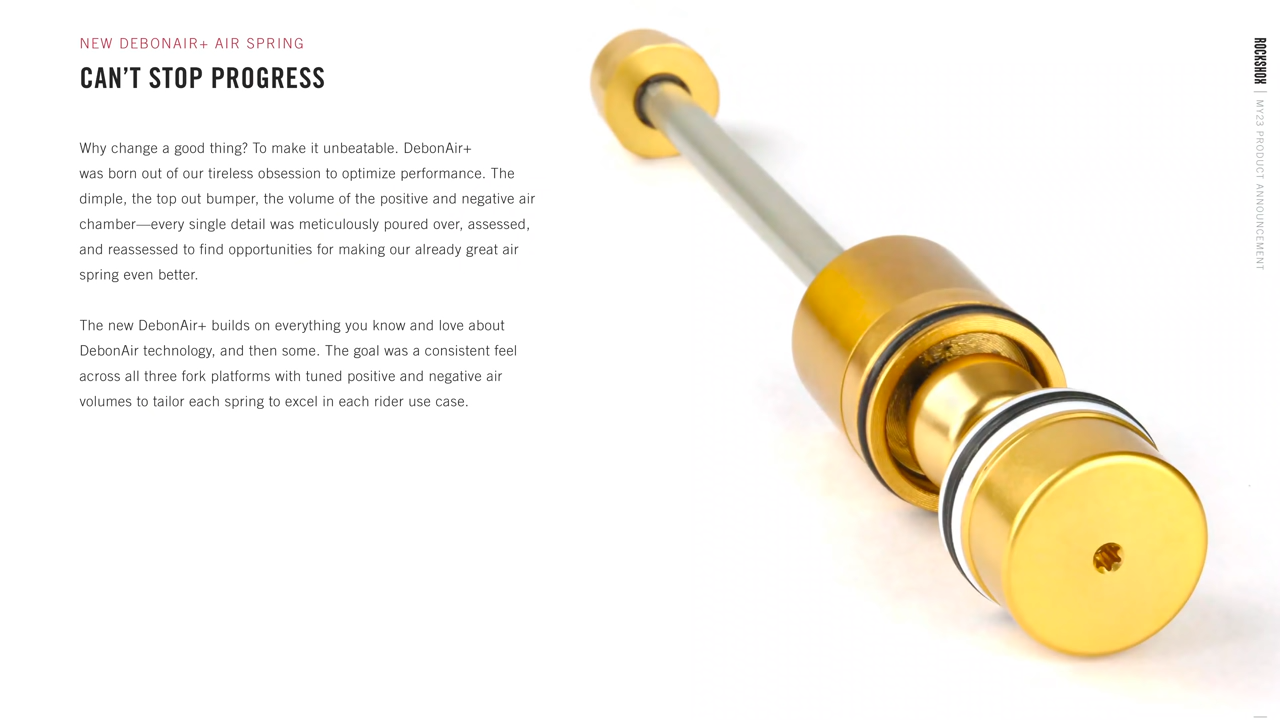 NEW DEBONAIR+ AIR SPRING
CAN'T STOP PROGRESS
Why change a good thing? To make it unbeatable. DebonAir+
was born out of our tireless obsession to optimize performance. The
dimple, the top out bumper, the volume of the positive and negative air
chamber—every single detail was meticulously poured over, assessed,
and reassessed to find opportunities for making our already great air
spring even better.
The new DebonAir+ builds on everything you know and love about
DebonAir technology, and then some. The goal was a consistent feel
across all three fork platforms with tuned positive and negative air
volumes to tailor each spring to excel in each rider use case.
ROCKSHOX | MY23 PRODUCT ANNOUNCEMENT